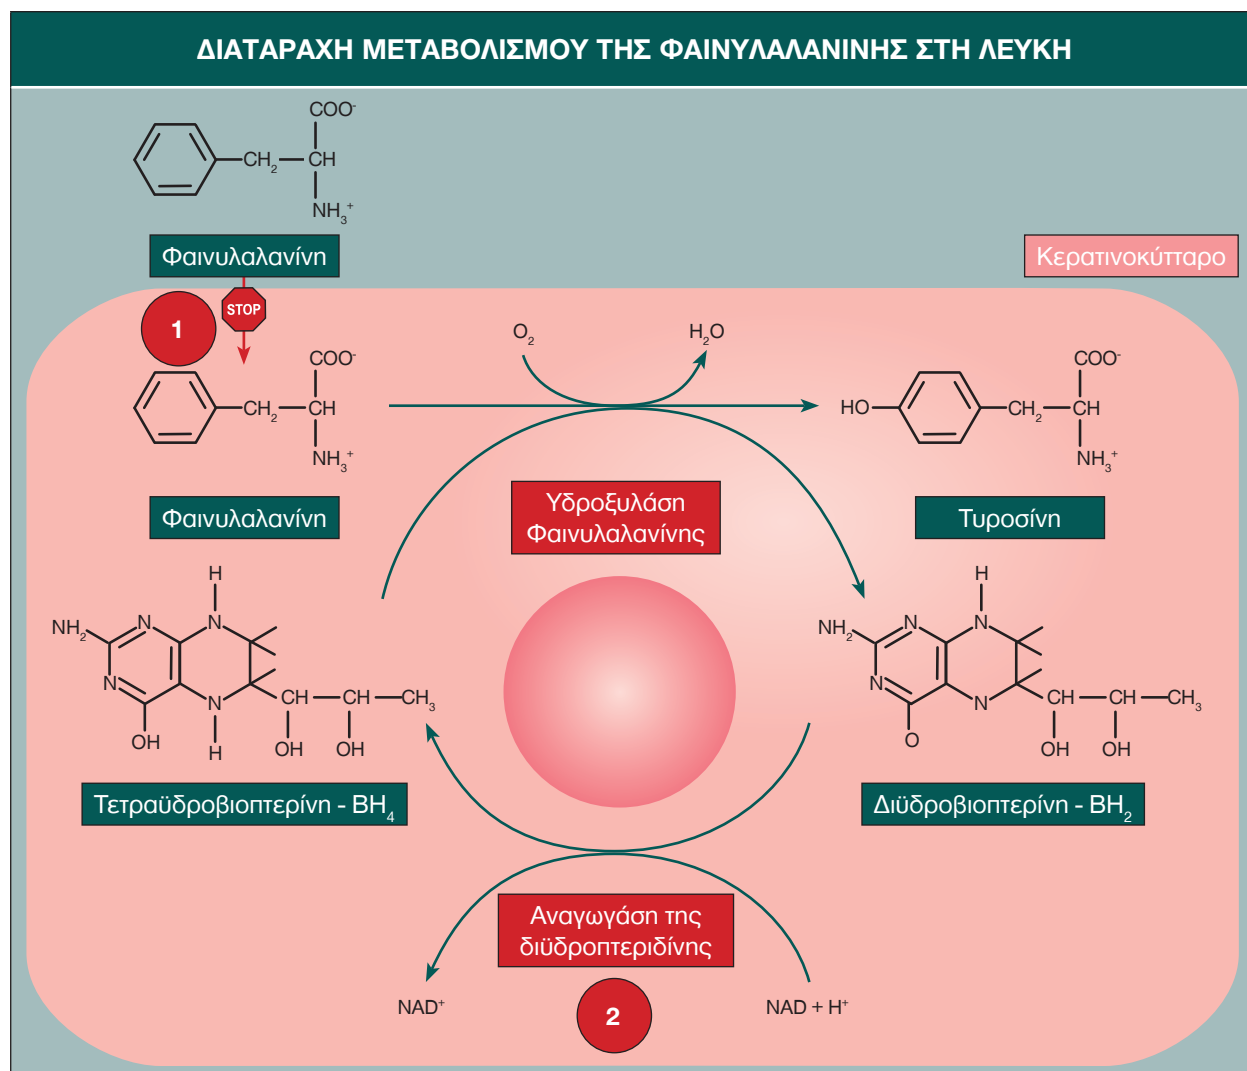 ΔΙΑΤΑΡΑΧΗ ΜΕΤΑΒΟΛΙΣΜΟΥ ΤΗΣ ΦΑΙΝΥΛΑΛΑΝΙΝΗΣ ΣΤΗ ΛΕΥΚΗ
COO⁻
CH₂
CH
NH₃⁺
Φαινυλαλανίνη
Κερατινοκύτταρο
1
STOP
O₂
H₂O
COO⁻
CH₂
CH
NH₃⁺
COO⁻
HO
CH₂
CH
NH₃⁺
Φαινυλαλανίνη
Υδροξυλάση
Φαινυλαλανίνης
Τυροσίνη
H
NH₂
N
N
N
N
H
OH
CH
CH
CH₃
OH
OH
H
NH₂
N
N
N
N
O
CH
CH
CH₃
OH
OH
Τετραϋδροβιοπτερίνη - BH₄
Διϋδροβιοπτερίνη - BH₂
Αναγωγάση της
διϋδροπτεριδίνης
NAD⁺
2
NAD + H⁺